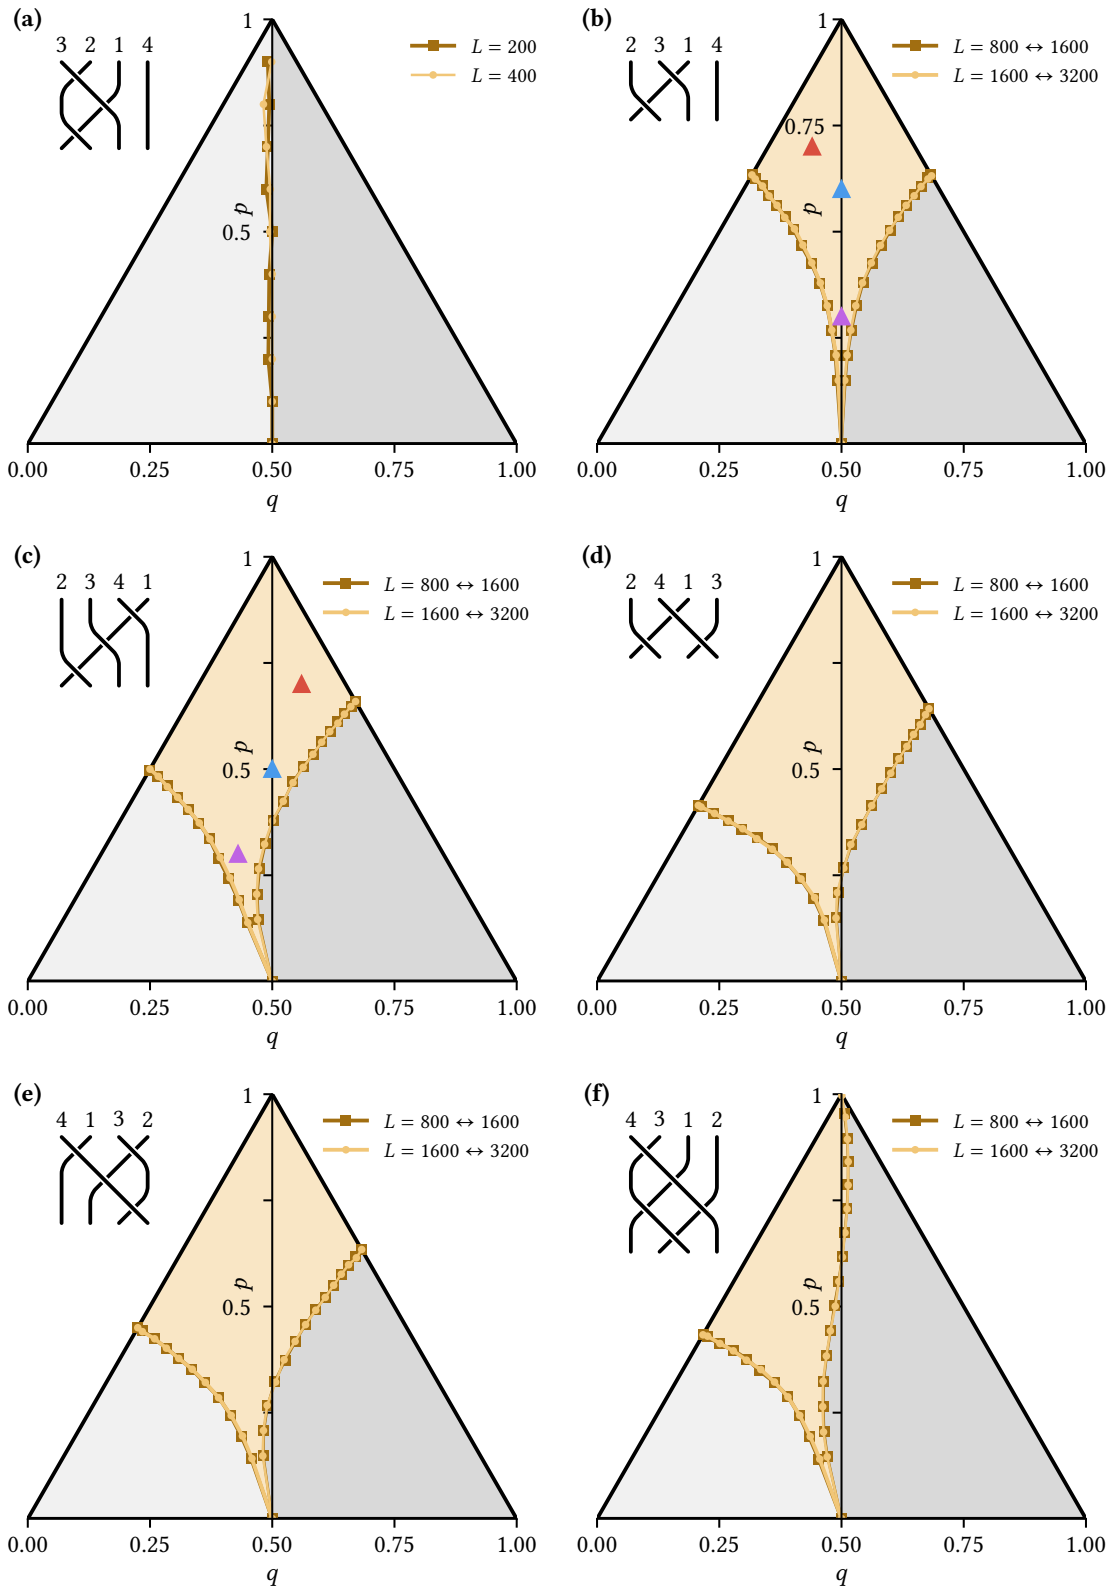 (a)
3 2 1 4
1
L = 200
L = 400
p
0.5
0.00 0.25 0.50 0.75 1.00
q
(b)
2 3 1 4
1
L = 800 ↔ 1600
L = 1600 ↔ 3200
0.75
p
0.00 0.25 0.50 0.75 1.00
q
(c)
2 3 4 1
1
L = 800 ↔ 1600
L = 1600 ↔ 3200
p
0.5
0.00 0.25 0.50 0.75 1.00
q
(d)
2 4 1 3
1
L = 800 ↔ 1600
L = 1600 ↔ 3200
p
0.5
0.00 0.25 0.50 0.75 1.00
q
(e)
4 1 3 2
1
L = 800 ↔ 1600
L = 1600 ↔ 3200
p
0.5
0.00 0.25 0.50 0.75 1.00
q
(f)
4 3 1 2
1
L = 800 ↔ 1600
L = 1600 ↔ 3200
p
0.5
0.00 0.25 0.50 0.75 1.00
q